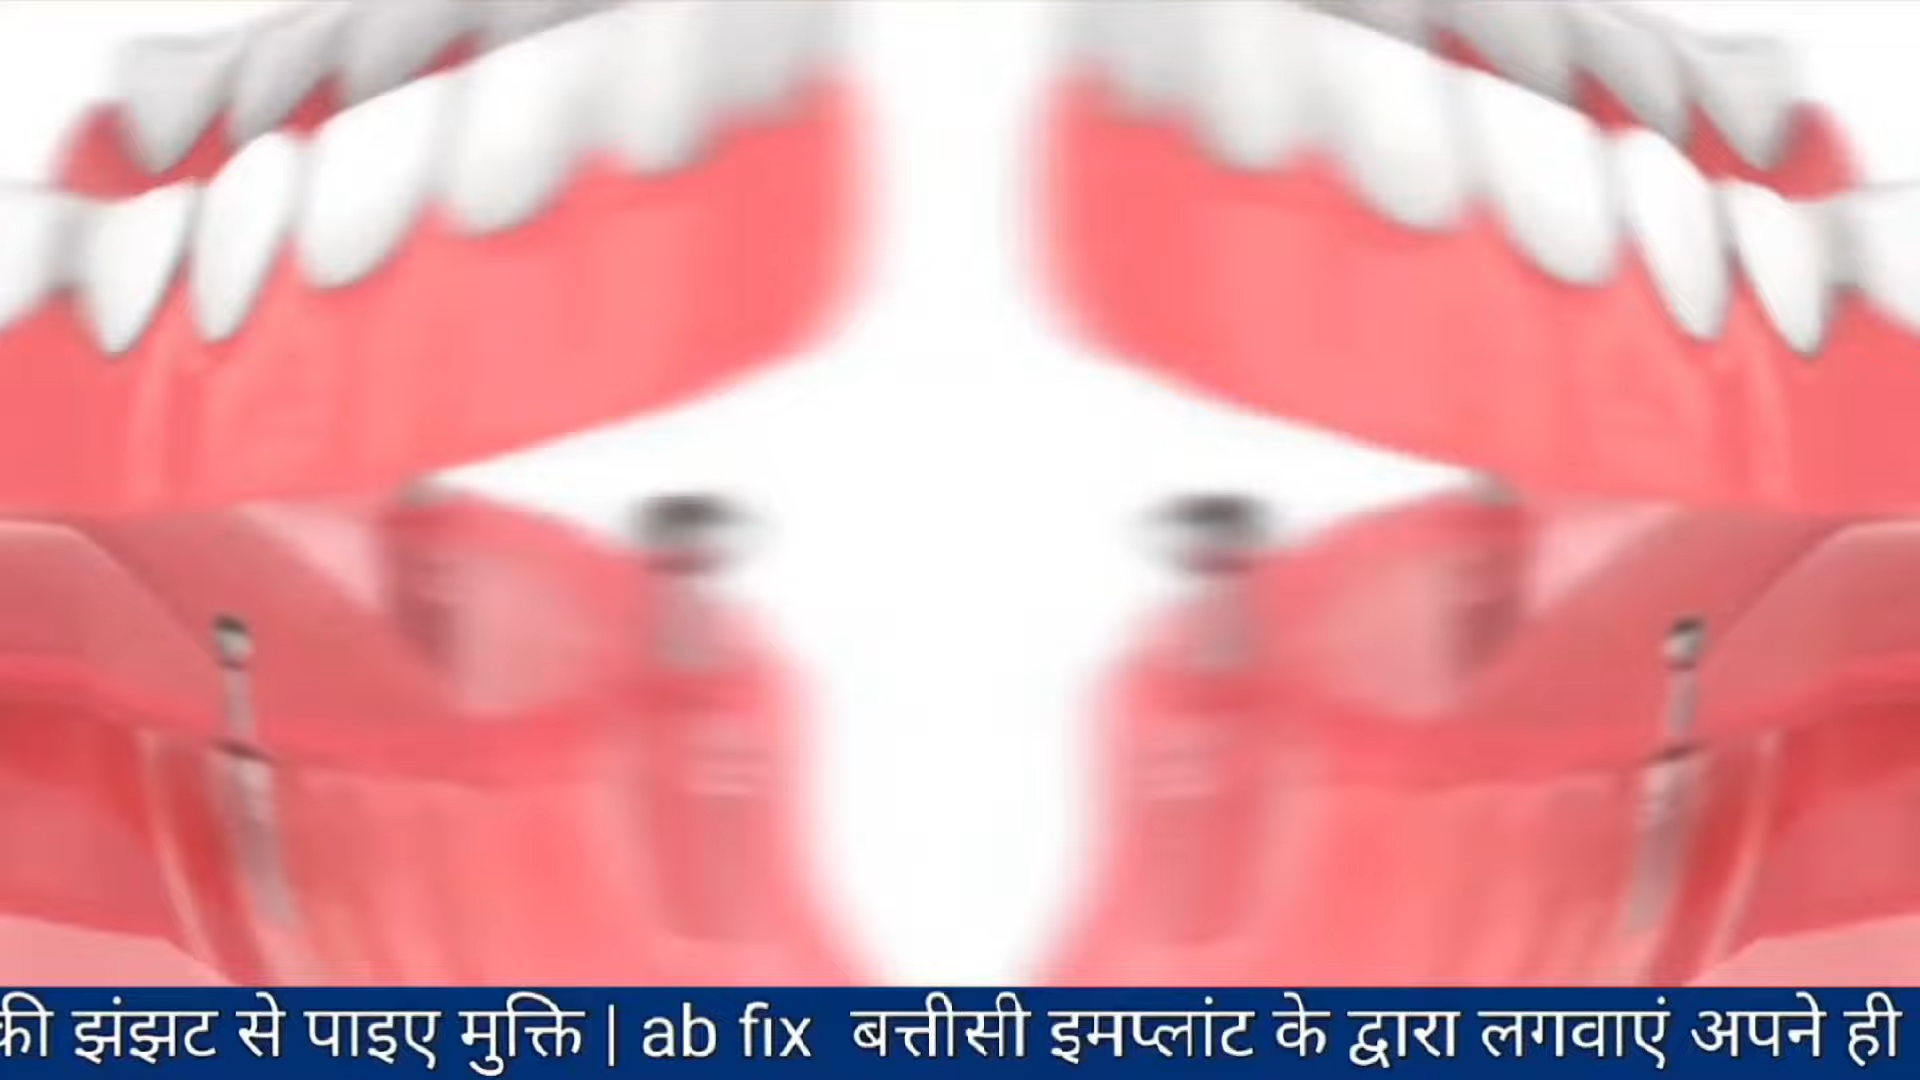 की झंझट से पाइए मुक्ति | ab fix बत्तीसी इमप्लांट के द्वारा लगवाएं अपने ही